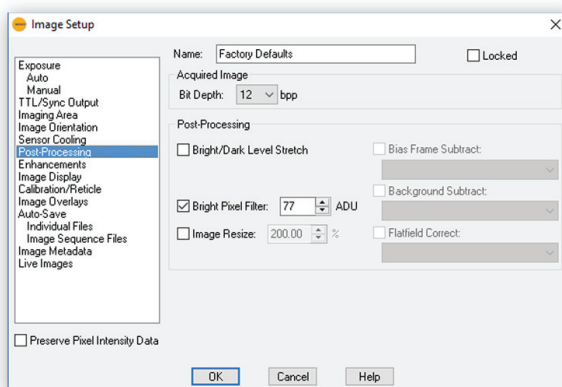 Image Setup
Name: Factory Defaults
Locked
Exposure
Auto
Manual
TTL/Sync Output
Imaging Area
Image Orientation
Sensor Cooling
Post-Processing
Enhancements
Image Display
Calibration/Reticle
Image Overlays
Auto-Save
Individual Files
Image Sequence Files
Image Metadata
Live Images
Preserve Pixel Intensity Data
Acquired Image
Bit Depth: 12 bpp
Post-Processing
Bright/Dark Level Stretch
Bias Frame Subtract:
Background Subtract:
Bright Pixel Filter: 77 ADU
Image Resize: 200.00 %
Flatfield Correct:
OK Cancel Help